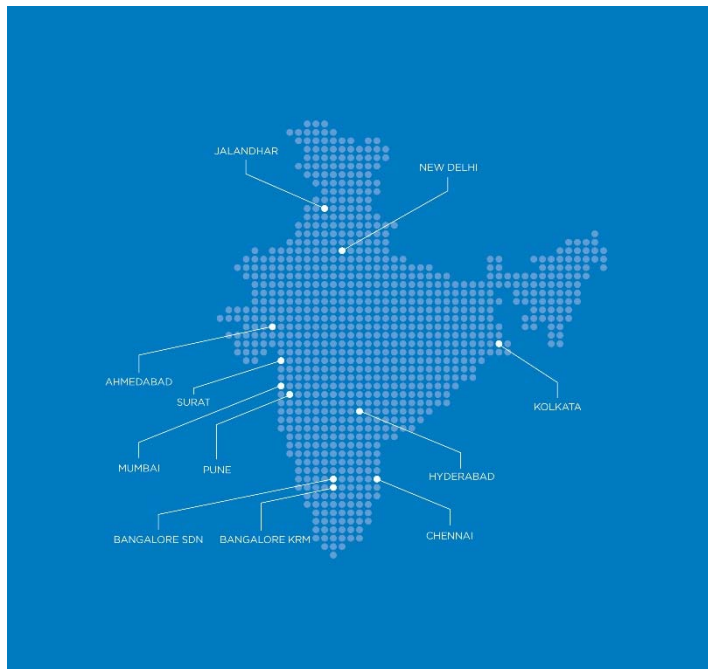 JALANDHAR
NEW DELHI
AHMEDABAD
SURAT
KOLKATA
MUMBAI
PUNE
HYDERABAD
BANGALORE SDN
BANGALORE KRM
CHENNAI